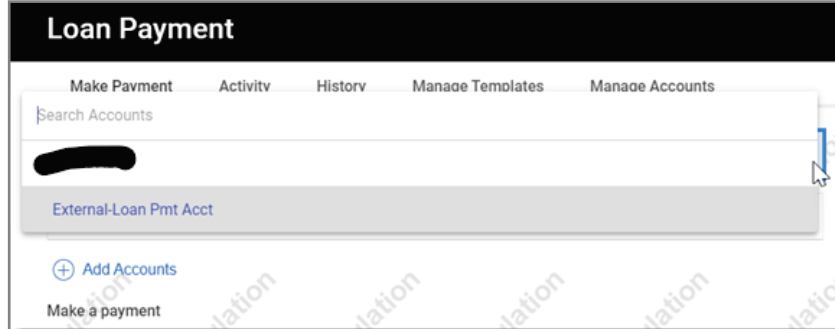 Loan Payment
Make Payment Activity History Manage Templates Manage Accounts
Search Accounts
External-Loan Pmt Acct
Add Accounts
Make a payment